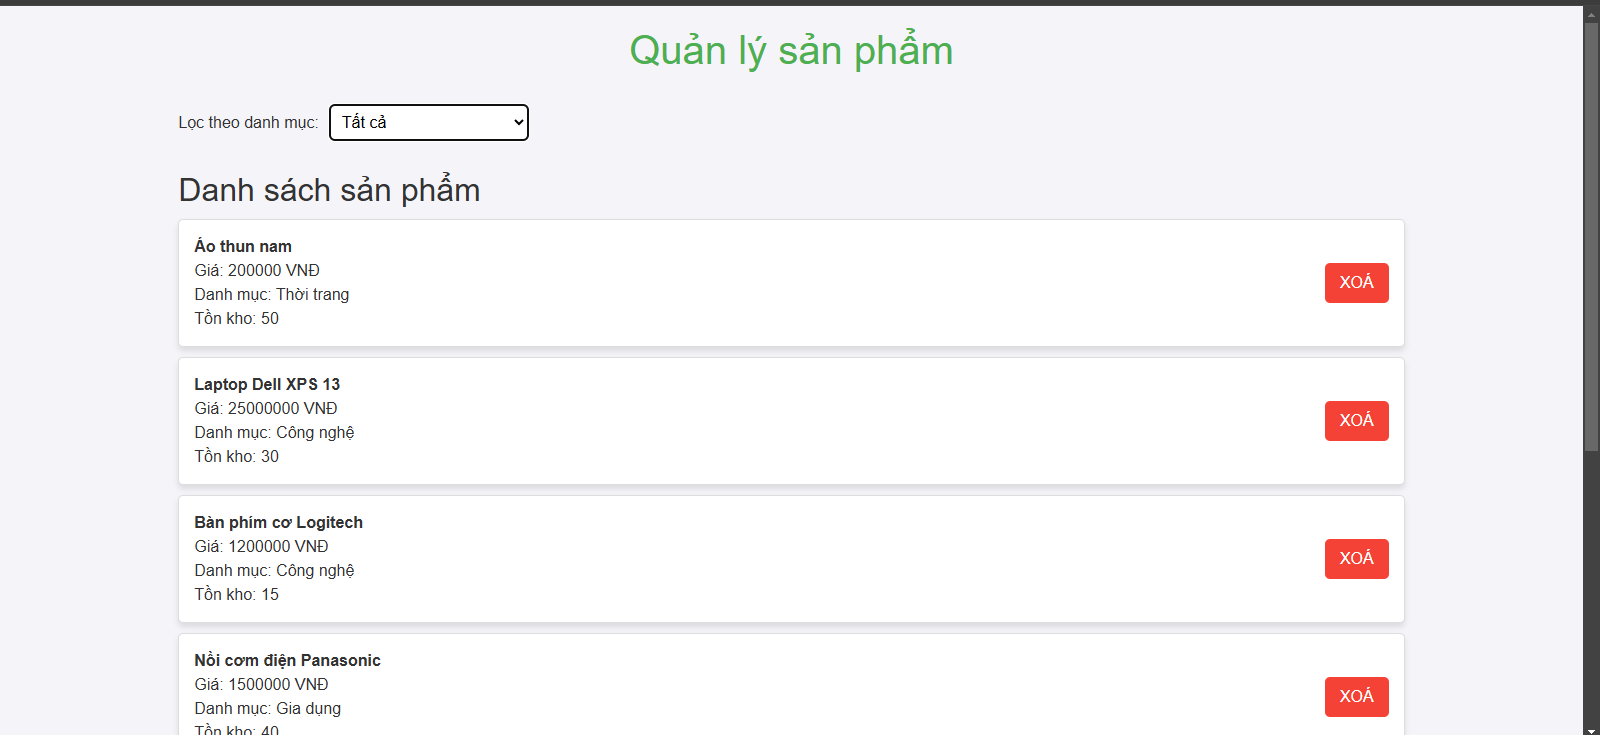 Quản lý sản phẩm
Lọc theo danh mục: Tất cả
Danh sách sản phẩm
Áo thun nam
Giá: 200000 VNĐ
Danh mục: Thời trang
Tồn kho: 50
XOÁ
Laptop Dell XPS 13
Giá: 25000000 VNĐ
Danh mục: Công nghệ
Tồn kho: 30
XOÁ
Bàn phím cơ Logitech
Giá: 1200000 VNĐ
Danh mục: Công nghệ
Tồn kho: 15
XOÁ
Nồi cơm điện Panasonic
Giá: 1500000 VNĐ
Danh mục: Gia dụng
Tồn kho: 40
XOÁ